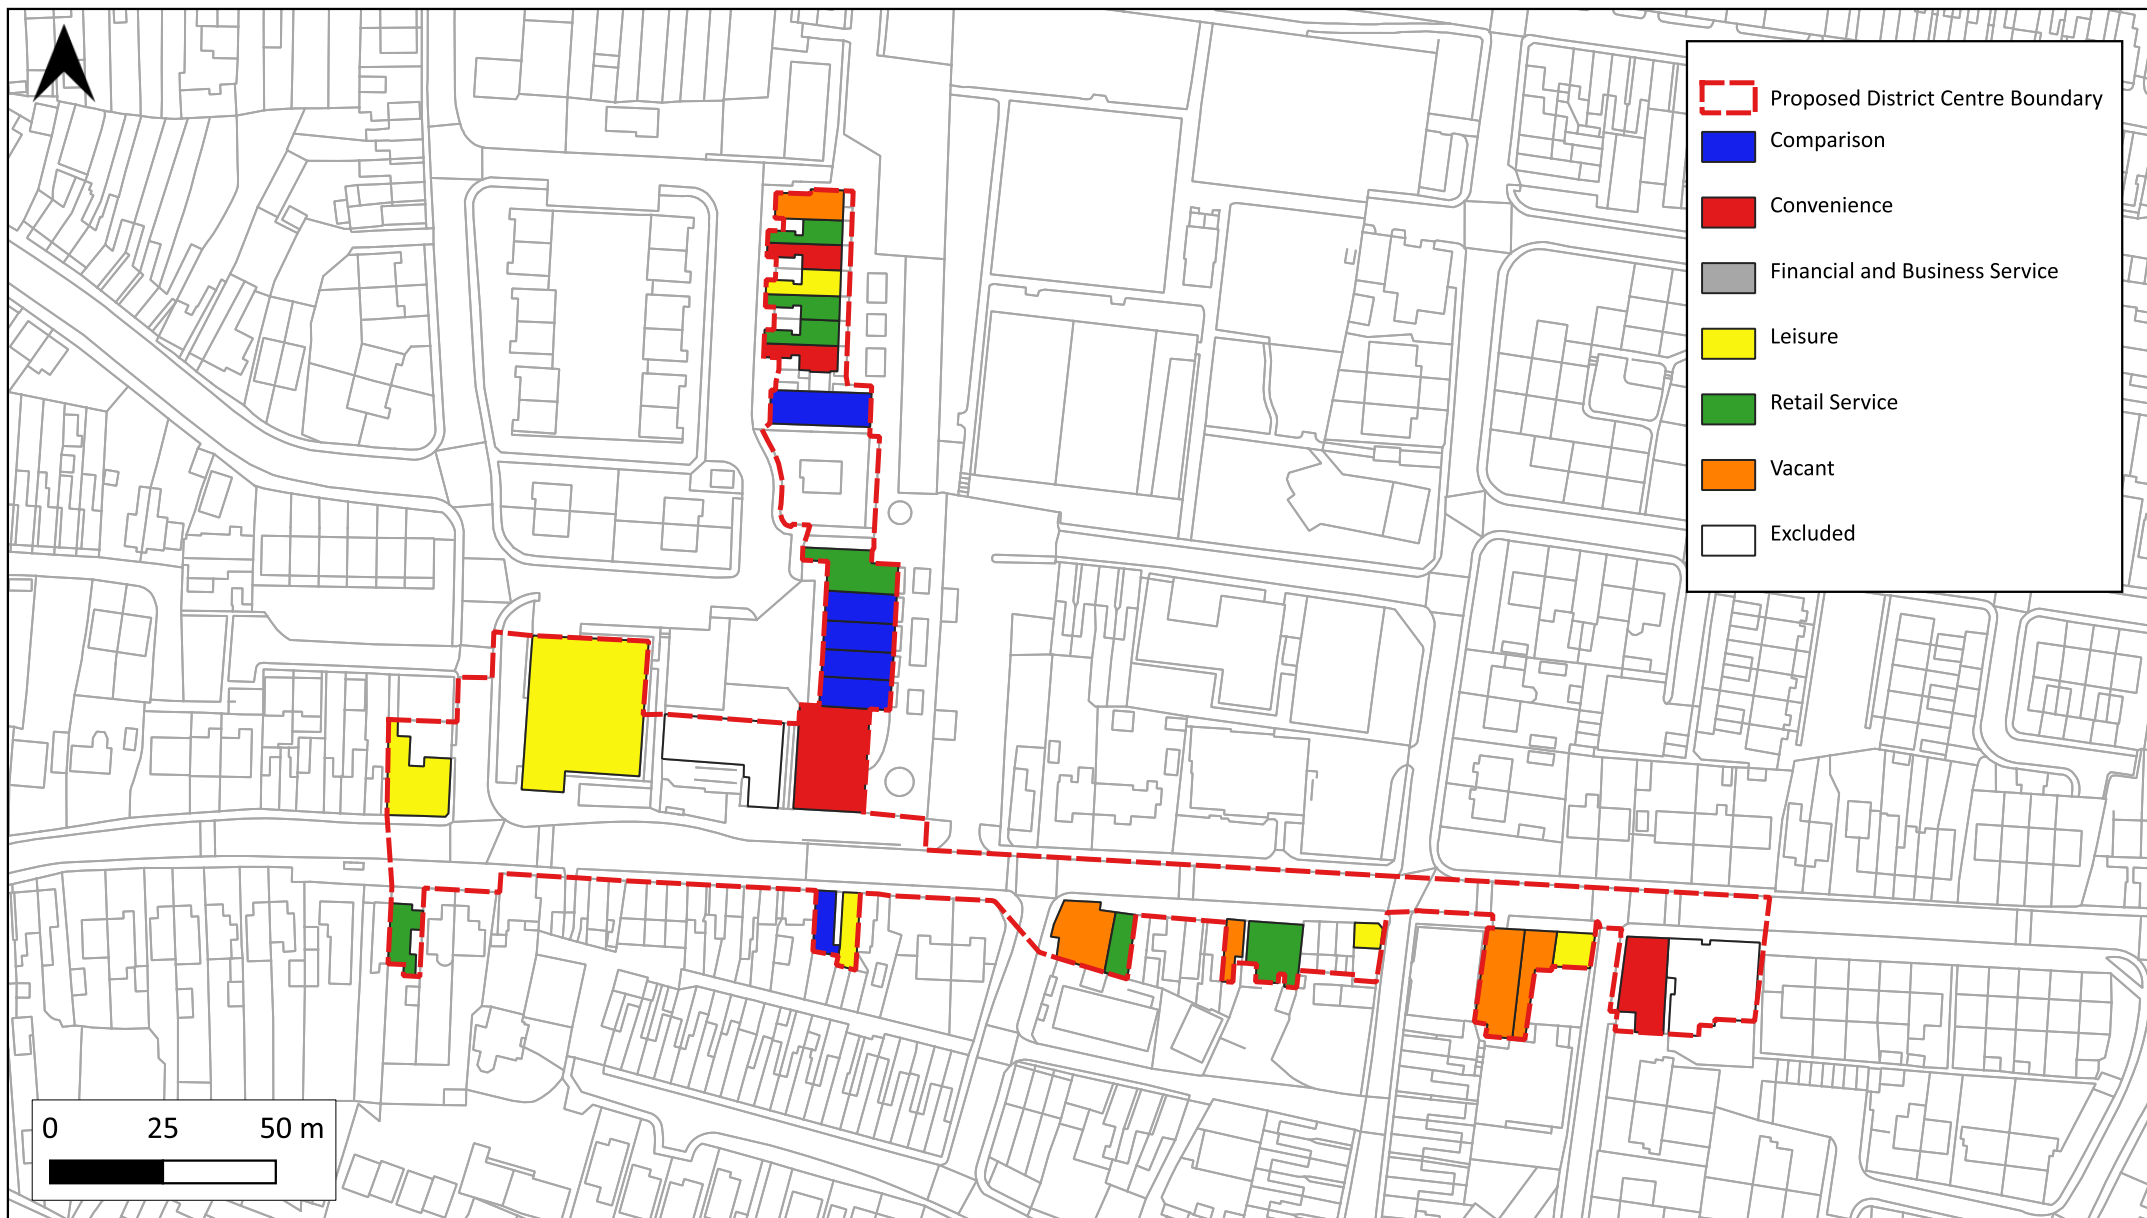 Proposed District Centre Boundary
Comparison
Convenience
Financial and Business Service
Leisure
Retail Service
Vacant
Excluded
0 25 50 m